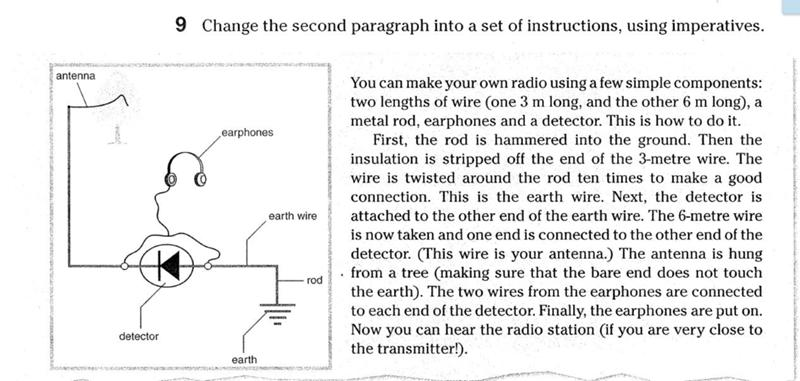 9 Change the second paragraph into a set of instructions, using imperatives.
antenna
earphones
earth wire
rod
detector
earth
You can make your own radio using a few simple components:
two lengths of wire (one 3 m long, and the other 6 m long), a
metal rod, earphones and a detector. This is how to do it.
First, the rod is hammered into the ground. Then the
insulation is stripped off the end of the 3-metre wire. The
wire is twisted around the rod ten times to make a good
connection. This is the earth wire. Next, the detector is
attached to the other end of the earth wire. The 6-metre wire
is now taken and one end is connected to the other end of the
detector. (This wire is your antenna.) The antenna is hung
from a tree (making sure that the bare end does not touch
the earth). The two wires from the earphones are connected
to each end of the detector. Finally, the earphones are put on.
Now you can hear the radio station (if you are very close to
the transmitter!).